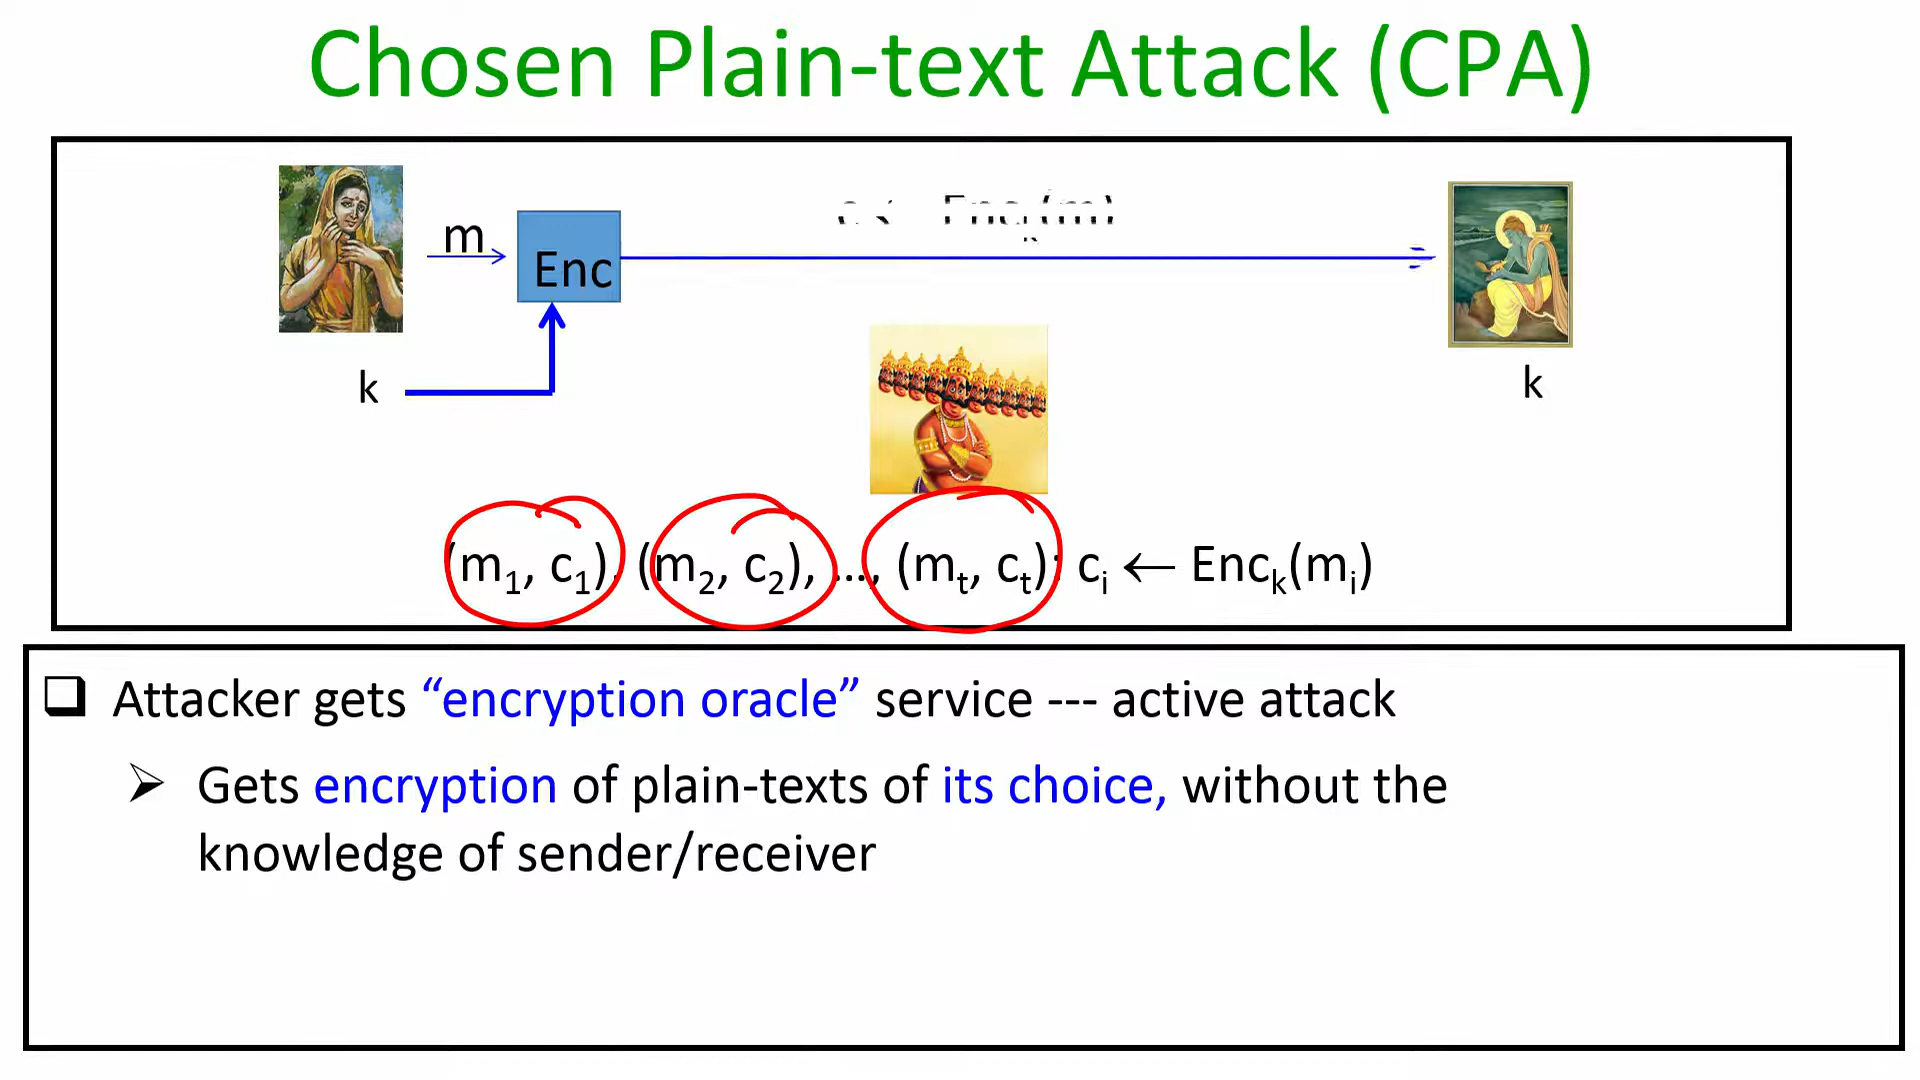 Chosen Plain-text Attack (CPA)
m
Enc
k
k
(m1, c1), (m2, c2), ..., (mt, ct): ci ← Enck(mi)
❑ Attacker gets “encryption oracle” service --- active attack
➢ Gets encryption of plain-texts of its choice, without the
knowledge of sender/receiver